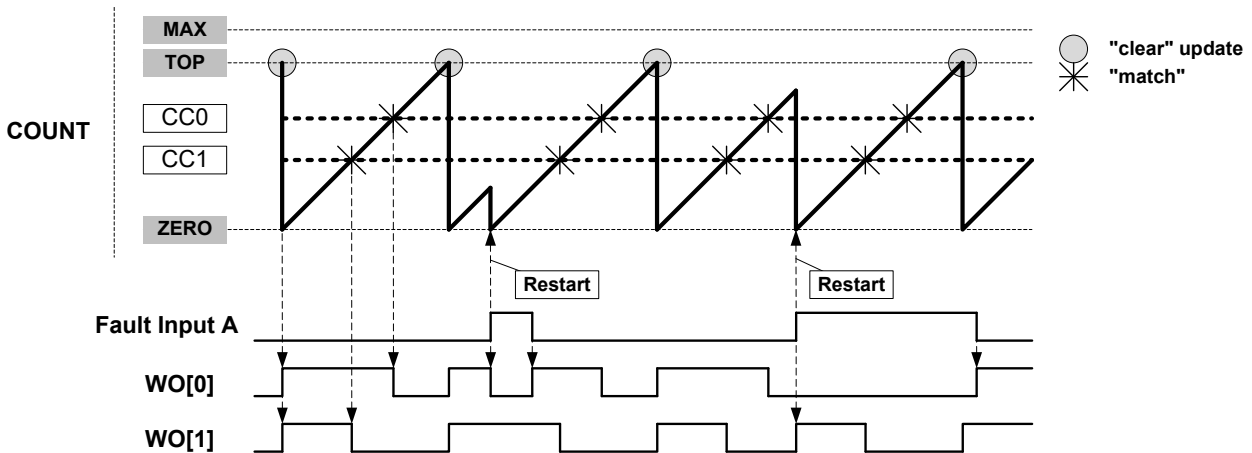 MAX
"clear" update
TOP
"match"
CC0
COUNT
CC1
ZERO
Restart
Restart
Fault Input A
WO[0]
WO[1]